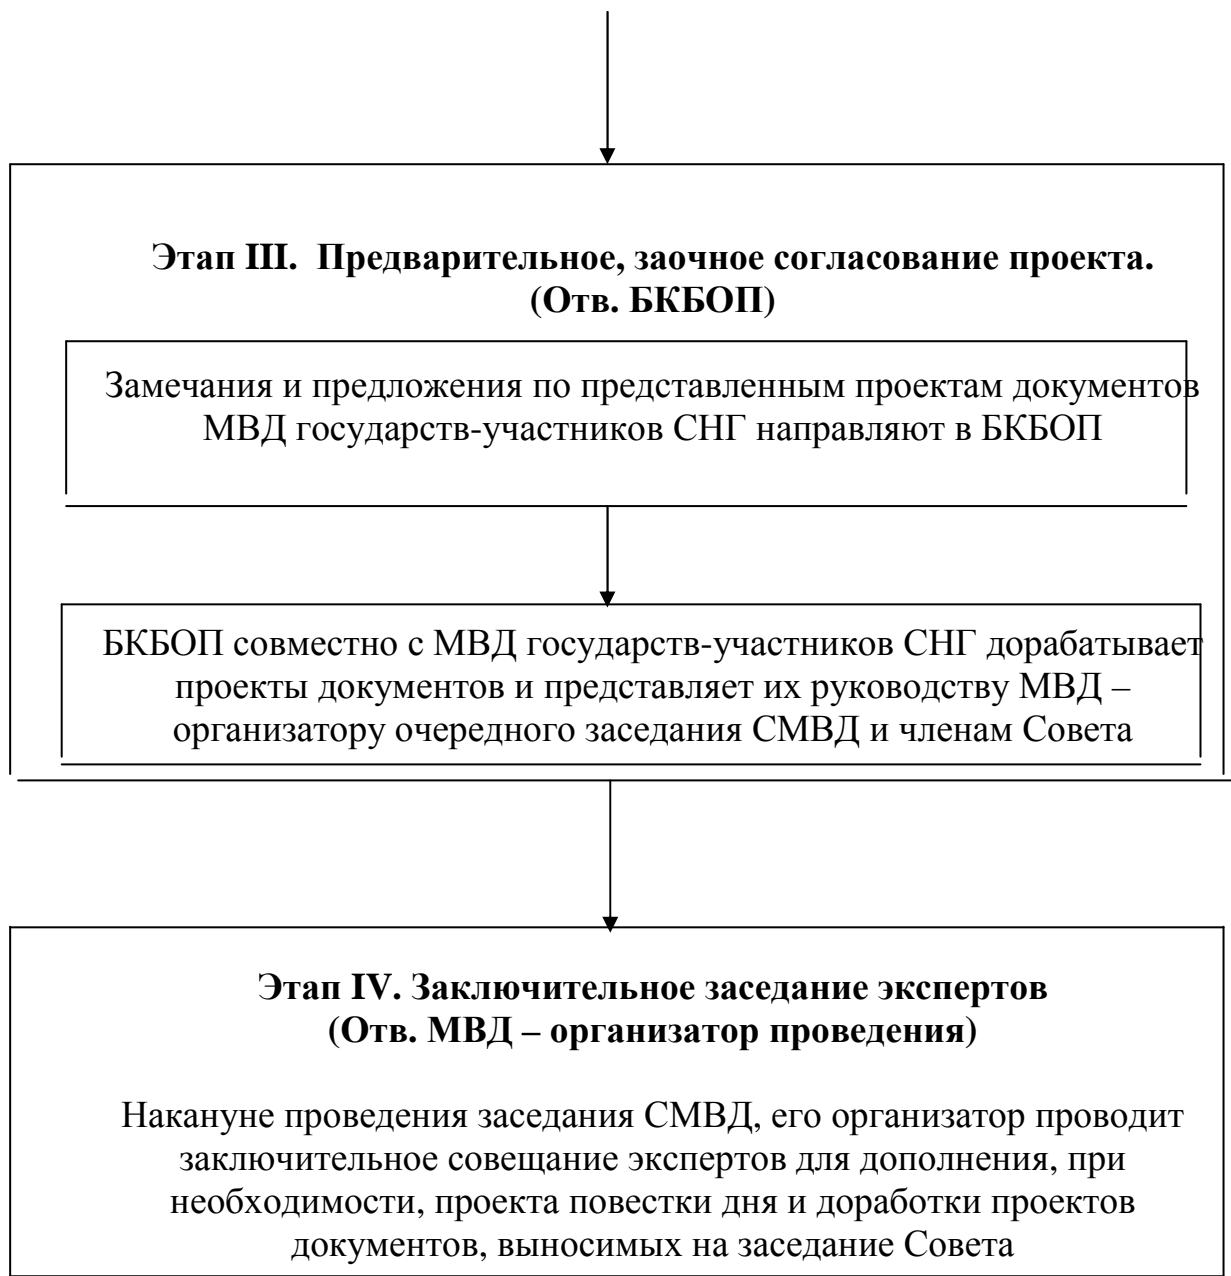 Этап III. Предварительное, заочное согласование проекта.
(Отв. БКБОП)
Замечания и предложения по представленным проектам документов
МВД государств-участников СНГ направляют в БКБОП
БКБОП совместно с МВД государств-участников СНГ дорабатывает
проекты документов и представляет их руководству МВД –
организатору очередного заседания СМВД и членам Совета
Этап IV. Заключительное заседание экспертов
(Отв. МВД – организатор проведения)
Накануне проведения заседания СМВД, его организатор проводит
заключительное совещание экспертов для дополнения, при
необходимости, проекта повестки дня и доработки проектов
документов, выносимых на заседание Совета